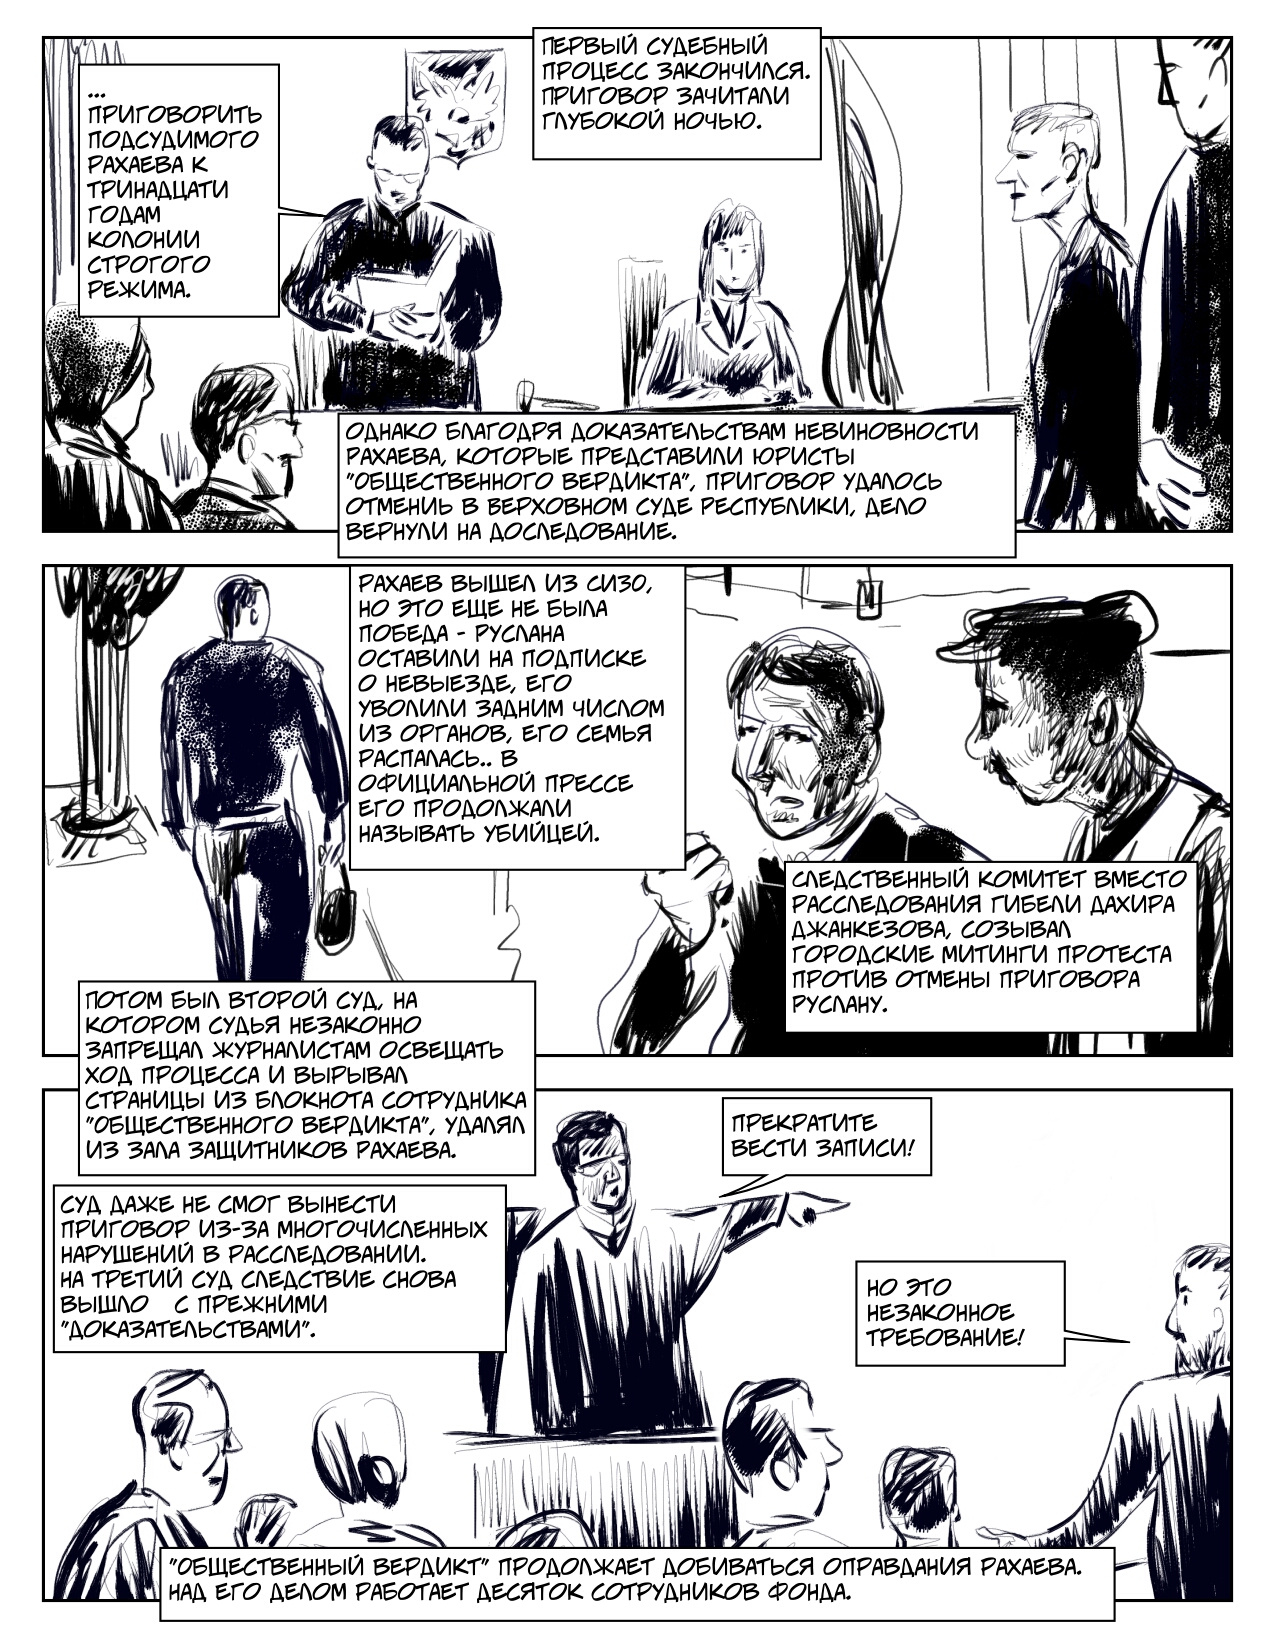 ПЕРВЫЙ СУДЕБНЫЙ
ПРОЦЕСС ЗАКОНЧИЛСЯ.
ПРИГОВОР ЗАЧИТАЛИ
ГЛУБОКОЙ НОЧЬЮ.
...
ПРИГОВОРИТЬ
ПОДСУДИМОГО
РАХАЕВА К
ТРИНАДЦАТИ
ГОДАМ
КОЛОНИИ
СТРОГОГО
РЕЖИМА.
ОДНАКО БЛАГОДРЯ ДОКАЗАТЕЛЬСТВАМ НЕВИНОВНОСТИ
РАХАЕВА, КОТОРЫЕ ПРЕДСТАВИЛИ ЮРИСТЫ
"ОБЩЕСТВЕННОГО ВЕРДИКТА", ПРИГОВОР УДАЛОСЬ
ОТМЕНИЬ В ВЕРХОВНОМ СУДЕ РЕСПУБЛИКИ, ДЕЛО
ВЕРНУЛИ НА ДОСЛЕДОВАНИЕ.
РАХАЕВ ВЫШЕЛ ИЗ СИЗО,
НО ЭТО ЕЩЕ НЕ БЫЛА
ПОБЕДА - РУСЛАНА
ОСТАВИЛИ НА ПОДПИСКЕ
О НЕВЫЕЗДЕ, ЕГО
УВОЛИЛИ ЗАДНИМ ЧИСЛОМ
ИЗ ОРГАНОВ, ЕГО СЕМЬЯ
РАСПАЛАСЬ.. В
ОФИЦИАЛЬНОЙ ПРЕССЕ
ЕГО ПРОДОЛЖАЛИ
НАЗЫВАТЬ УБИЙЦЕЙ.
СЛЕДСТВЕННЫЙ КОМИТЕТ ВМЕСТО
РАССЛЕДОВАНИЯ ГИБЕЛИ ДАХИРА
ДЖАНКЕЗОВА, СОЗЫВАЛ
ГОРОДСКИЕ МИТИНГИ ПРОТЕСТА
ПРОТИВ ОТМЕНЫ ПРИГОВОРА
РУСЛАНУ.
ПОТОМ БЫЛ ВТОРОЙ СУД, НА
КОТОРОМ СУДЬЯ НЕЗАКОННО
ЗАПРЕЩАЛ ЖУРНАЛИСТАМ ОСВЕЩАТЬ
ХОД ПРОЦЕССА И ВЫРЫВАЛ
СТРАНИЦЫ ИЗ БЛОКНОТА СОТРУДНИКА
"ОБЩЕСТВЕННОГО ВЕРДИКТА", УДАЛЯЛ
ИЗ ЗАЛА ЗАЩИТНИКОВ РАХАЕВА.
СУД ДАЖЕ НЕ СМОГ ВЫНЕСТИ
ПРИГОВОР ИЗ-ЗА МНОГОЧИСЛЕННЫХ
НАРУШЕНИЙ В РАССЛЕДОВАНИИ.
НА ТРЕТИЙ СУД СЛЕДСТВИЕ СНОВА
ВЫШЛО С ПРЕЖНИМИ
"ДОКАЗАТЕЛЬСТВАМИ".
ПРЕКРАТИТЕ
ВЕСТИ ЗАПИСИ!
НО ЭТО
НЕЗАКОННОЕ
ТРЕБОВАНИЕ!
"ОБЩЕСТВЕННЫЙ ВЕРДИКТ" ПРОДОЛЖАЕТ ДОБИВАТЬСЯ ОПРАВДАНИЯ РАХАЕВА.
НАД ЕГО ДЕЛОМ РАБОТАЕТ ДЕСЯТОК СОТРУДНИКОВ ФОНДА.